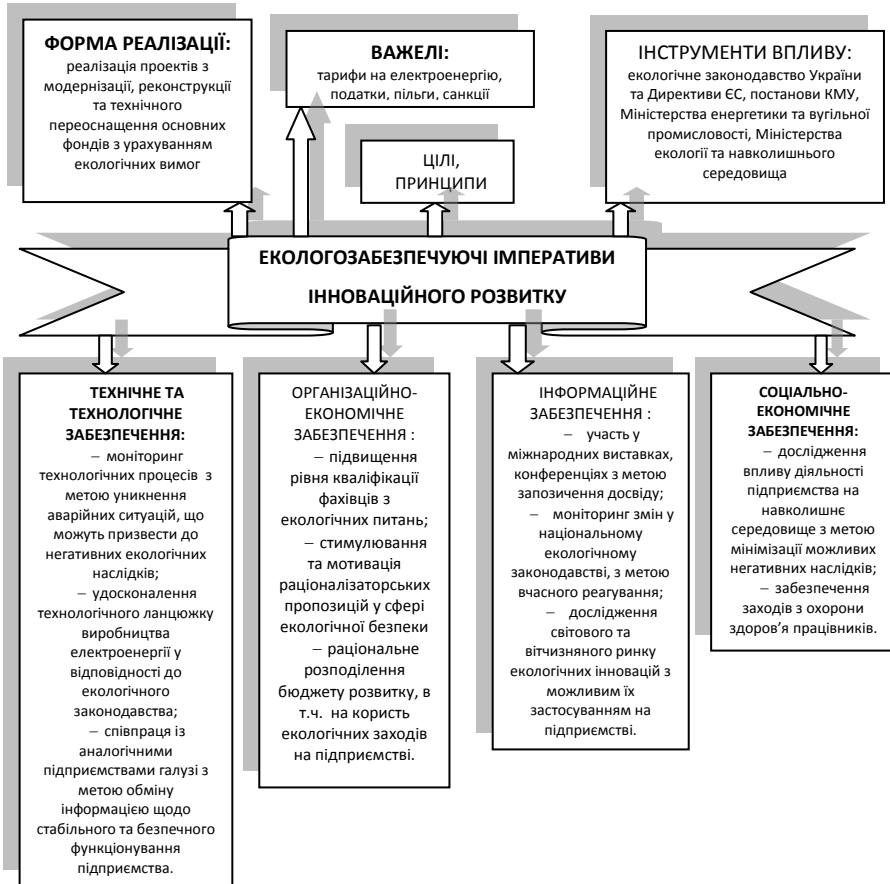 ФОРМА РЕАЛІЗАЦІЇ:
реалізація проектів з
модернізації, реконструкції
та технічного
переоснащення основних
фондів з урахуванням
екологічних вимог
ВАЖЕЛІ:
тарифи на електроенергію,
податки, пільги, санкції
ЦІЛІ,
ПРИНЦИПИ
ІНСТРУМЕНТИ ВПЛИВУ:
екологічне законодавство України
та Директиви ЄС, постанови КМУ,
Міністерства енергетики та вугільної
промисловості, Міністерства
екології та навколишнього
середовища
ЕКОЛОГОЗАБЕЗПЕЧУЮЧІ ІМПЕРАТИВИ
ІННОВАЦІЙНОГО РОЗВИТКУ
ТЕХНІЧНЕ ТА
ТЕХНОЛОГІЧНЕ
ЗАБЕЗПЕЧЕННЯ:
– моніторинг
технологічних процесів з
метою уникнення
аварійних ситуацій, що
можуть призвести до
негативних екологічних
наслідків;
– удосконалення
технологічного ланцюжку
виробництва
електроенергії у
відповідності до
екологічного
законодавства;
– співпраця із
аналогічними
підприємствами галузі з
метою обміну
інформацією щодо
стабільного та безпечного
функціонування
підприємства.
ОРГАНІЗАЦІЙНО-
ЕКОНОМІЧНЕ
ЗАБЕЗПЕЧЕННЯ :
– підвищення
рівня кваліфікації
фахівців з
екологічних питань;
– стимулювання
та мотивація
раціоналізаторських
пропозицій у сфері
екологічної безпеки
– раціональне
розподілення
бюджету розвитку, в
т.ч. на користь
екологічних заходів
на підприємстві.
ІНФОРМАЦІЙНЕ
ЗАБЕЗПЕЧЕННЯ :
– участь у
міжнародних виставках,
конференціях з метою
запозичення досвіду;
– моніторинг змін у
національному
екологічному
законодавстві, з метою
вчасного реагування;
– дослідження
світового та
вітчизняного ринку
екологічних інновацій з
можливим їх
застосуванням на
підприємстві.
СОЦІАЛЬНО-
ЕКОНОМІЧНЕ
ЗАБЕЗПЕЧЕННЯ:
– дослідження
впливу діяльності
підприємства на
навколишнє
середовище з метою
мінімізації можливих
негативних наслідків;
– забезпечення
заходів з охорони
здоров’я працівників.